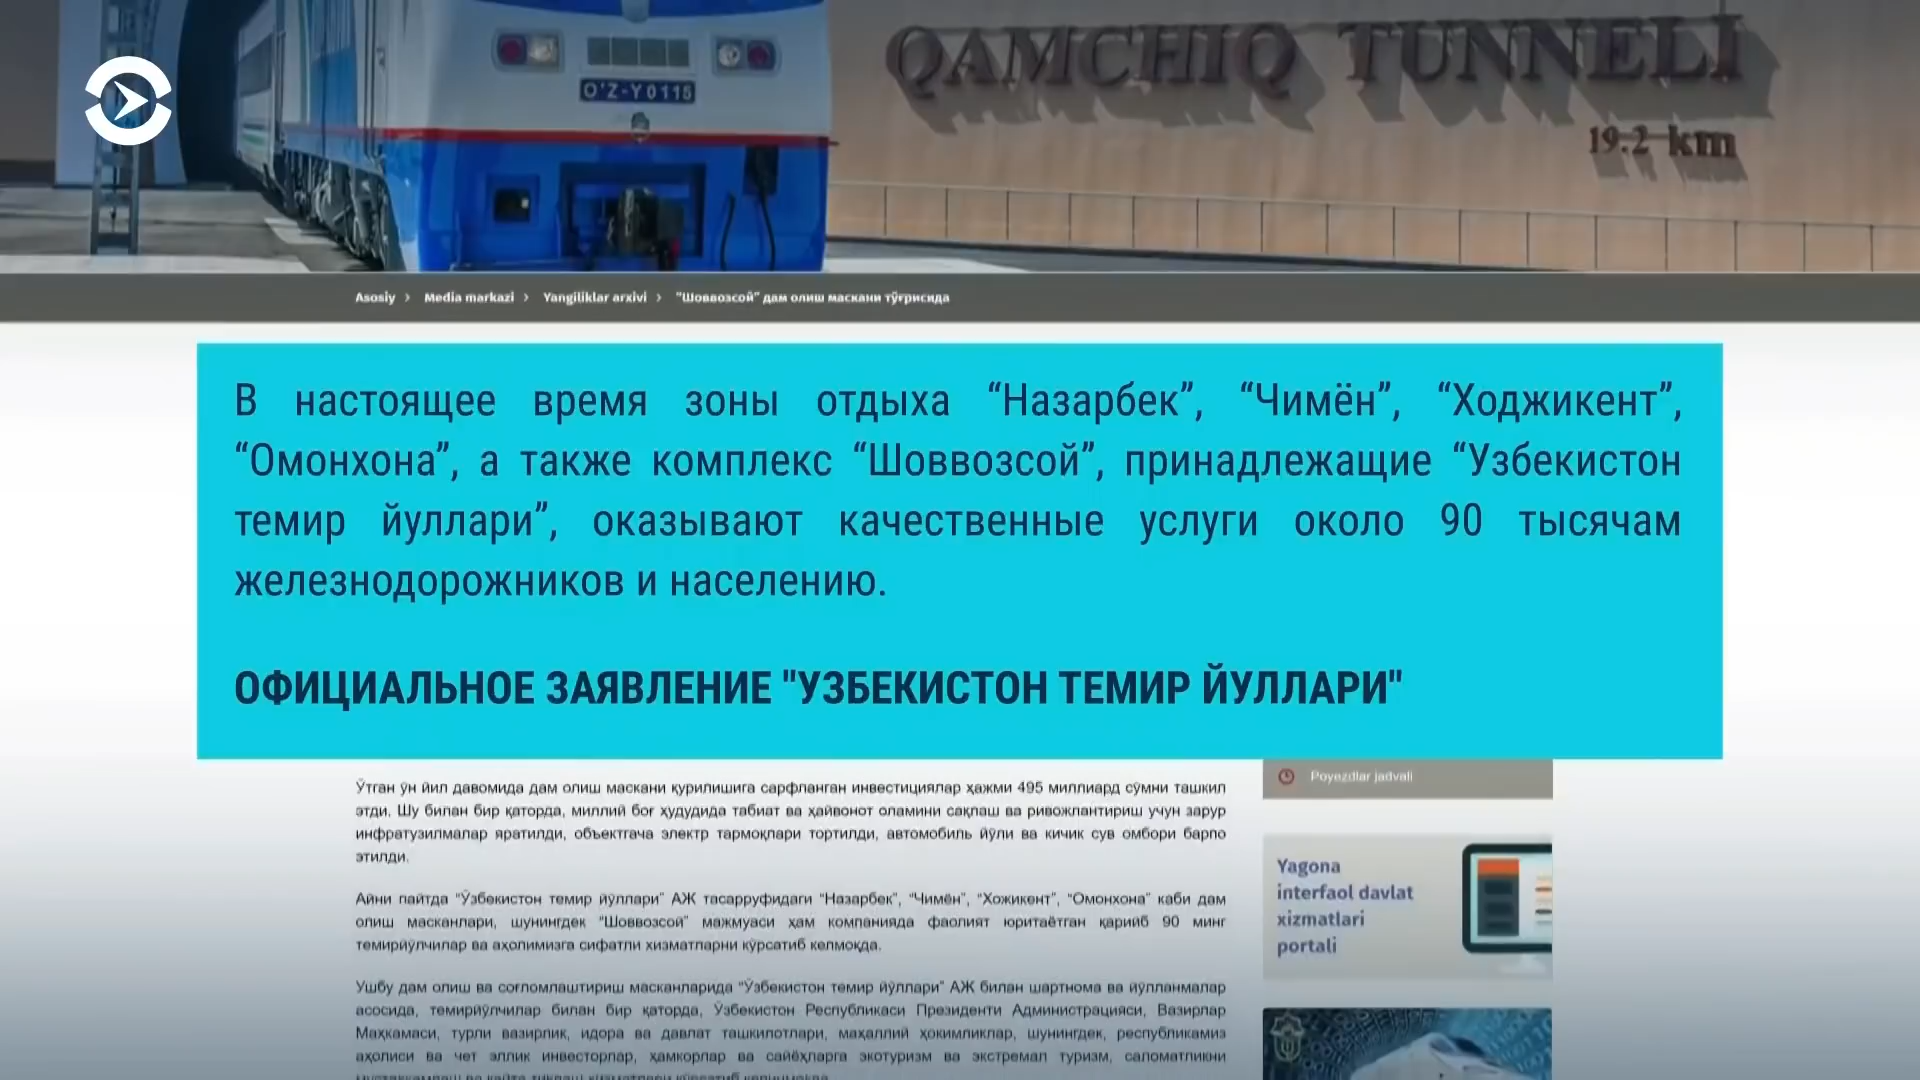 QAMCHIQ TUNNELI
19.2 km
O'Z-Y0115
Asosiy > Media markazi > Yangiliklar arxivi > "Шоввозсой" дам олиш маскани тўғрисида
В настоящее время зоны отдыха “Назарбек”, “Чимён”, “Ходжикент”,
“Омонхона”, а также комплекс “Шоввозсой”, принадлежащие “Узбекистон
темир йуллари”, оказывают качественные услуги около 90 тысячам
железнодорожников и населению.
ОФИЦИАЛЬНОЕ ЗАЯВЛЕНИЕ "УЗБЕКИСТОН ТЕМИР ЙУЛЛАРИ"
Ўтган ўн йил давомида дам олиш маскани қурилишига сарфланган инвестициялар ҳажми 495 миллиард сўмни ташкил
этди. Шу билан бир қаторда, миллий боғ ҳудудида табиат ва ҳайвонот оламини сақлаш ва ривожлантириш учун зарур
инфратузилмалар яратилди, объектгача электр тармоқлари тортилди, автомобиль йўли ва кичик сув омбори барпо
этилди.
Айни пайтда “Ўзбекистон темир йўллари” АЖ тасарруфидаги “Назарбек”, “Чимён”, “Хожикент”, “Омонхона” каби дам
олиш масканлари, шунингдек “Шоввозсой” мажмуаси ҳам компанияда фаолият юритаётган қарийб 90 минг
темирйўлчилар ва аҳолимизга сифатли хизматларни кўрсатиб келмоқда.
Ушбу дам олиш ва соғломлаштириш масканларида “Ўзбекистон темир йўллари” АЖ билан шартнома ва йўлланмалар
асосида, темирйўлчилар билан бир қаторда, Ўзбекистон Республикаси Президенти Администрацияси, Вазирлар
Маҳкамаси, турли вазирлик, идора ва давлат ташкилотлари, маҳаллий ҳокимликлар, шунингдек, республикамиз
аҳолиси ва чет эллик инвесторлар, ҳамкорлар ва сайёҳларга экотуризм ва экстремал туризм, саломатликни
Poyezdlar jadvali
Yagona
interfaol davlat
xizmatlari
portali